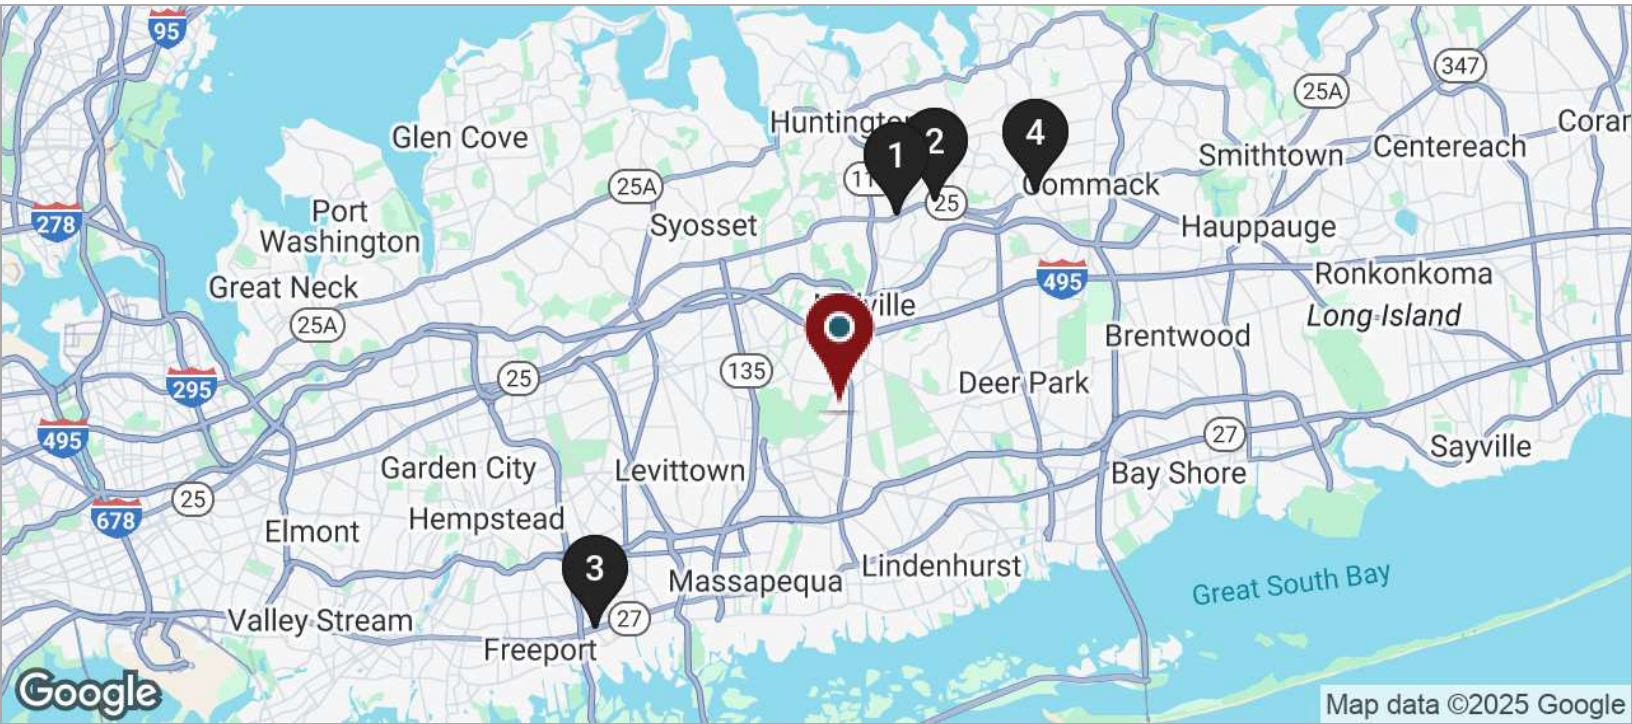 95
347
25A
Glen Cove
Huntington
1
2
4
Smithtown
Centereach
25A
Commack
25
278
Port
Washington
Syosset
Hauppauge
Great Neck
495
Ronkonkoma
25A
Long Island
Brentwood
135
25
295
Deer Park
495
27
Sayville
Garden City
Levittown
Bay Shore
25
678
Hempstead
Elmont
3
Massapequa
Lindenhurst
Great South Bay
Valley Stream
27
Freeport
Google
Map data ©2025 Google